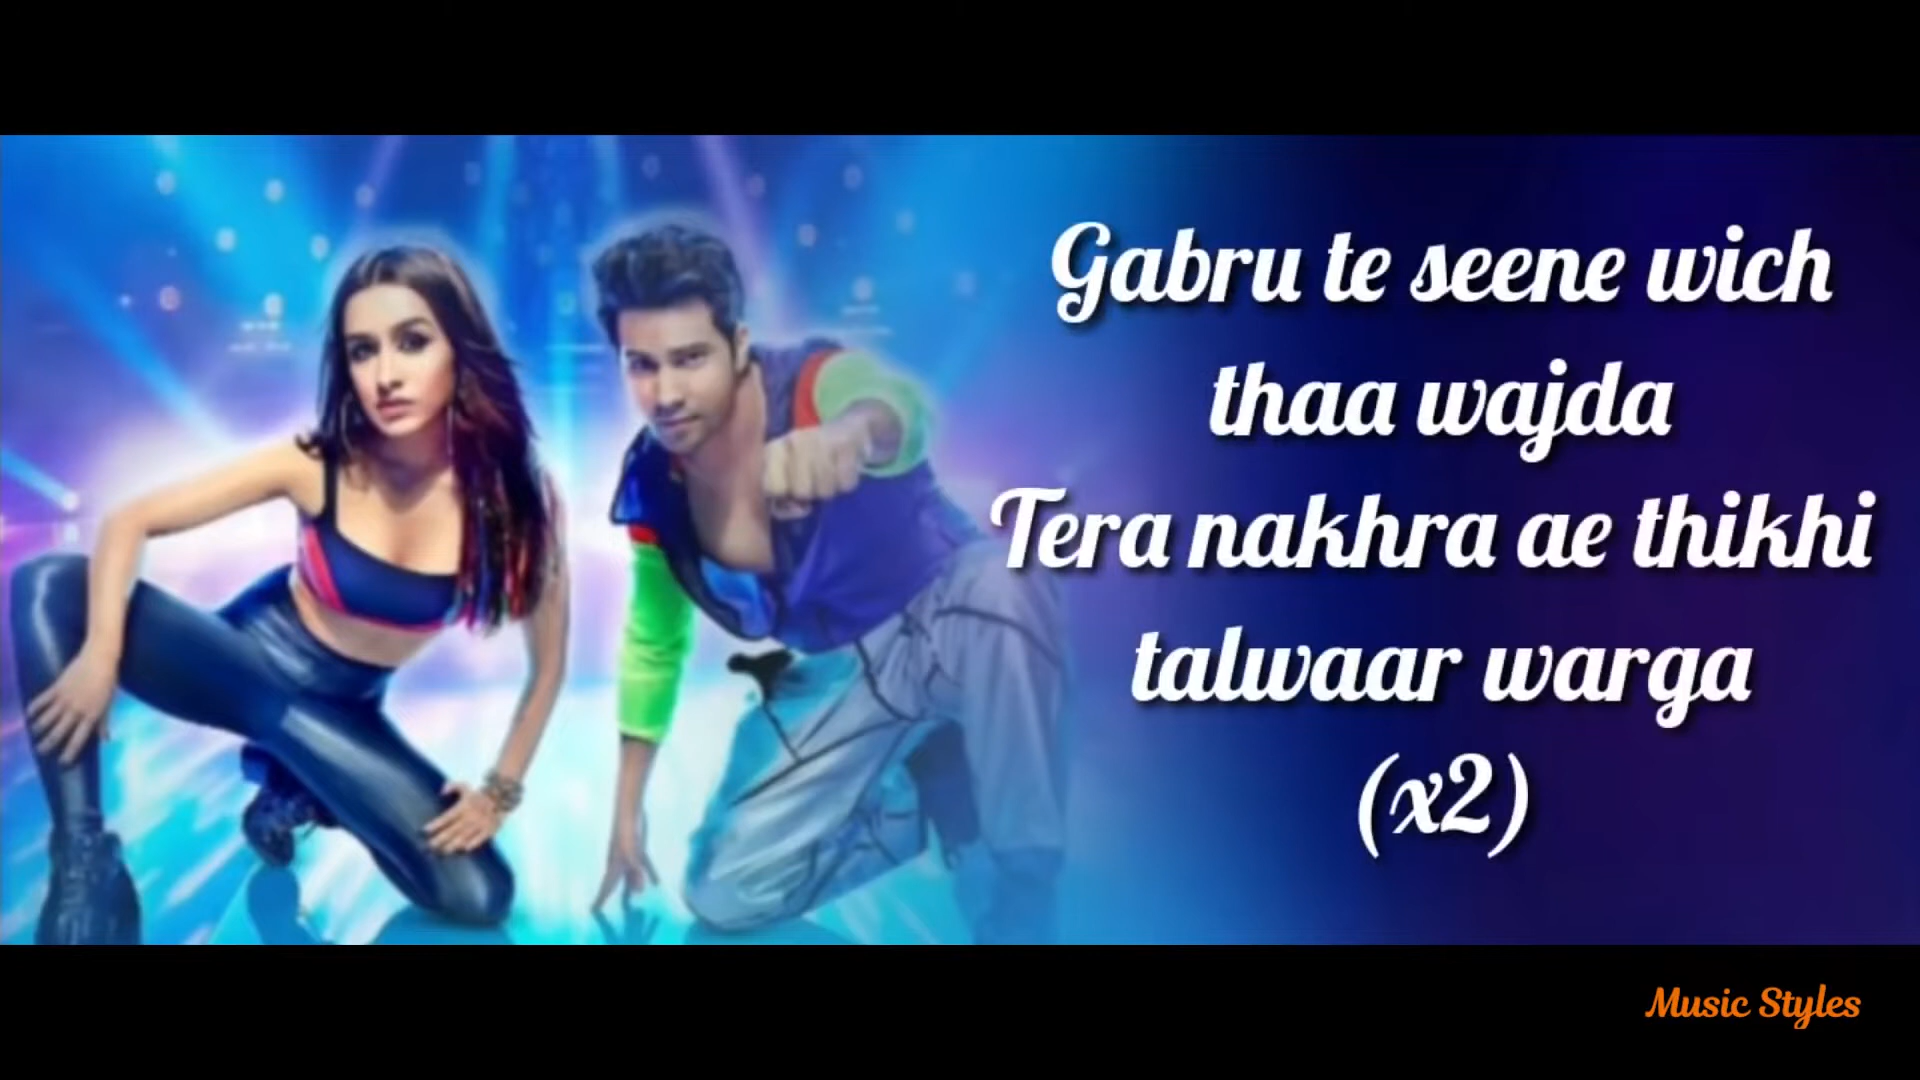 Gabru te seene wich
thaa wajda
Tera nakhra ae thikhi
talwaar warga
(x2)
Music Styles